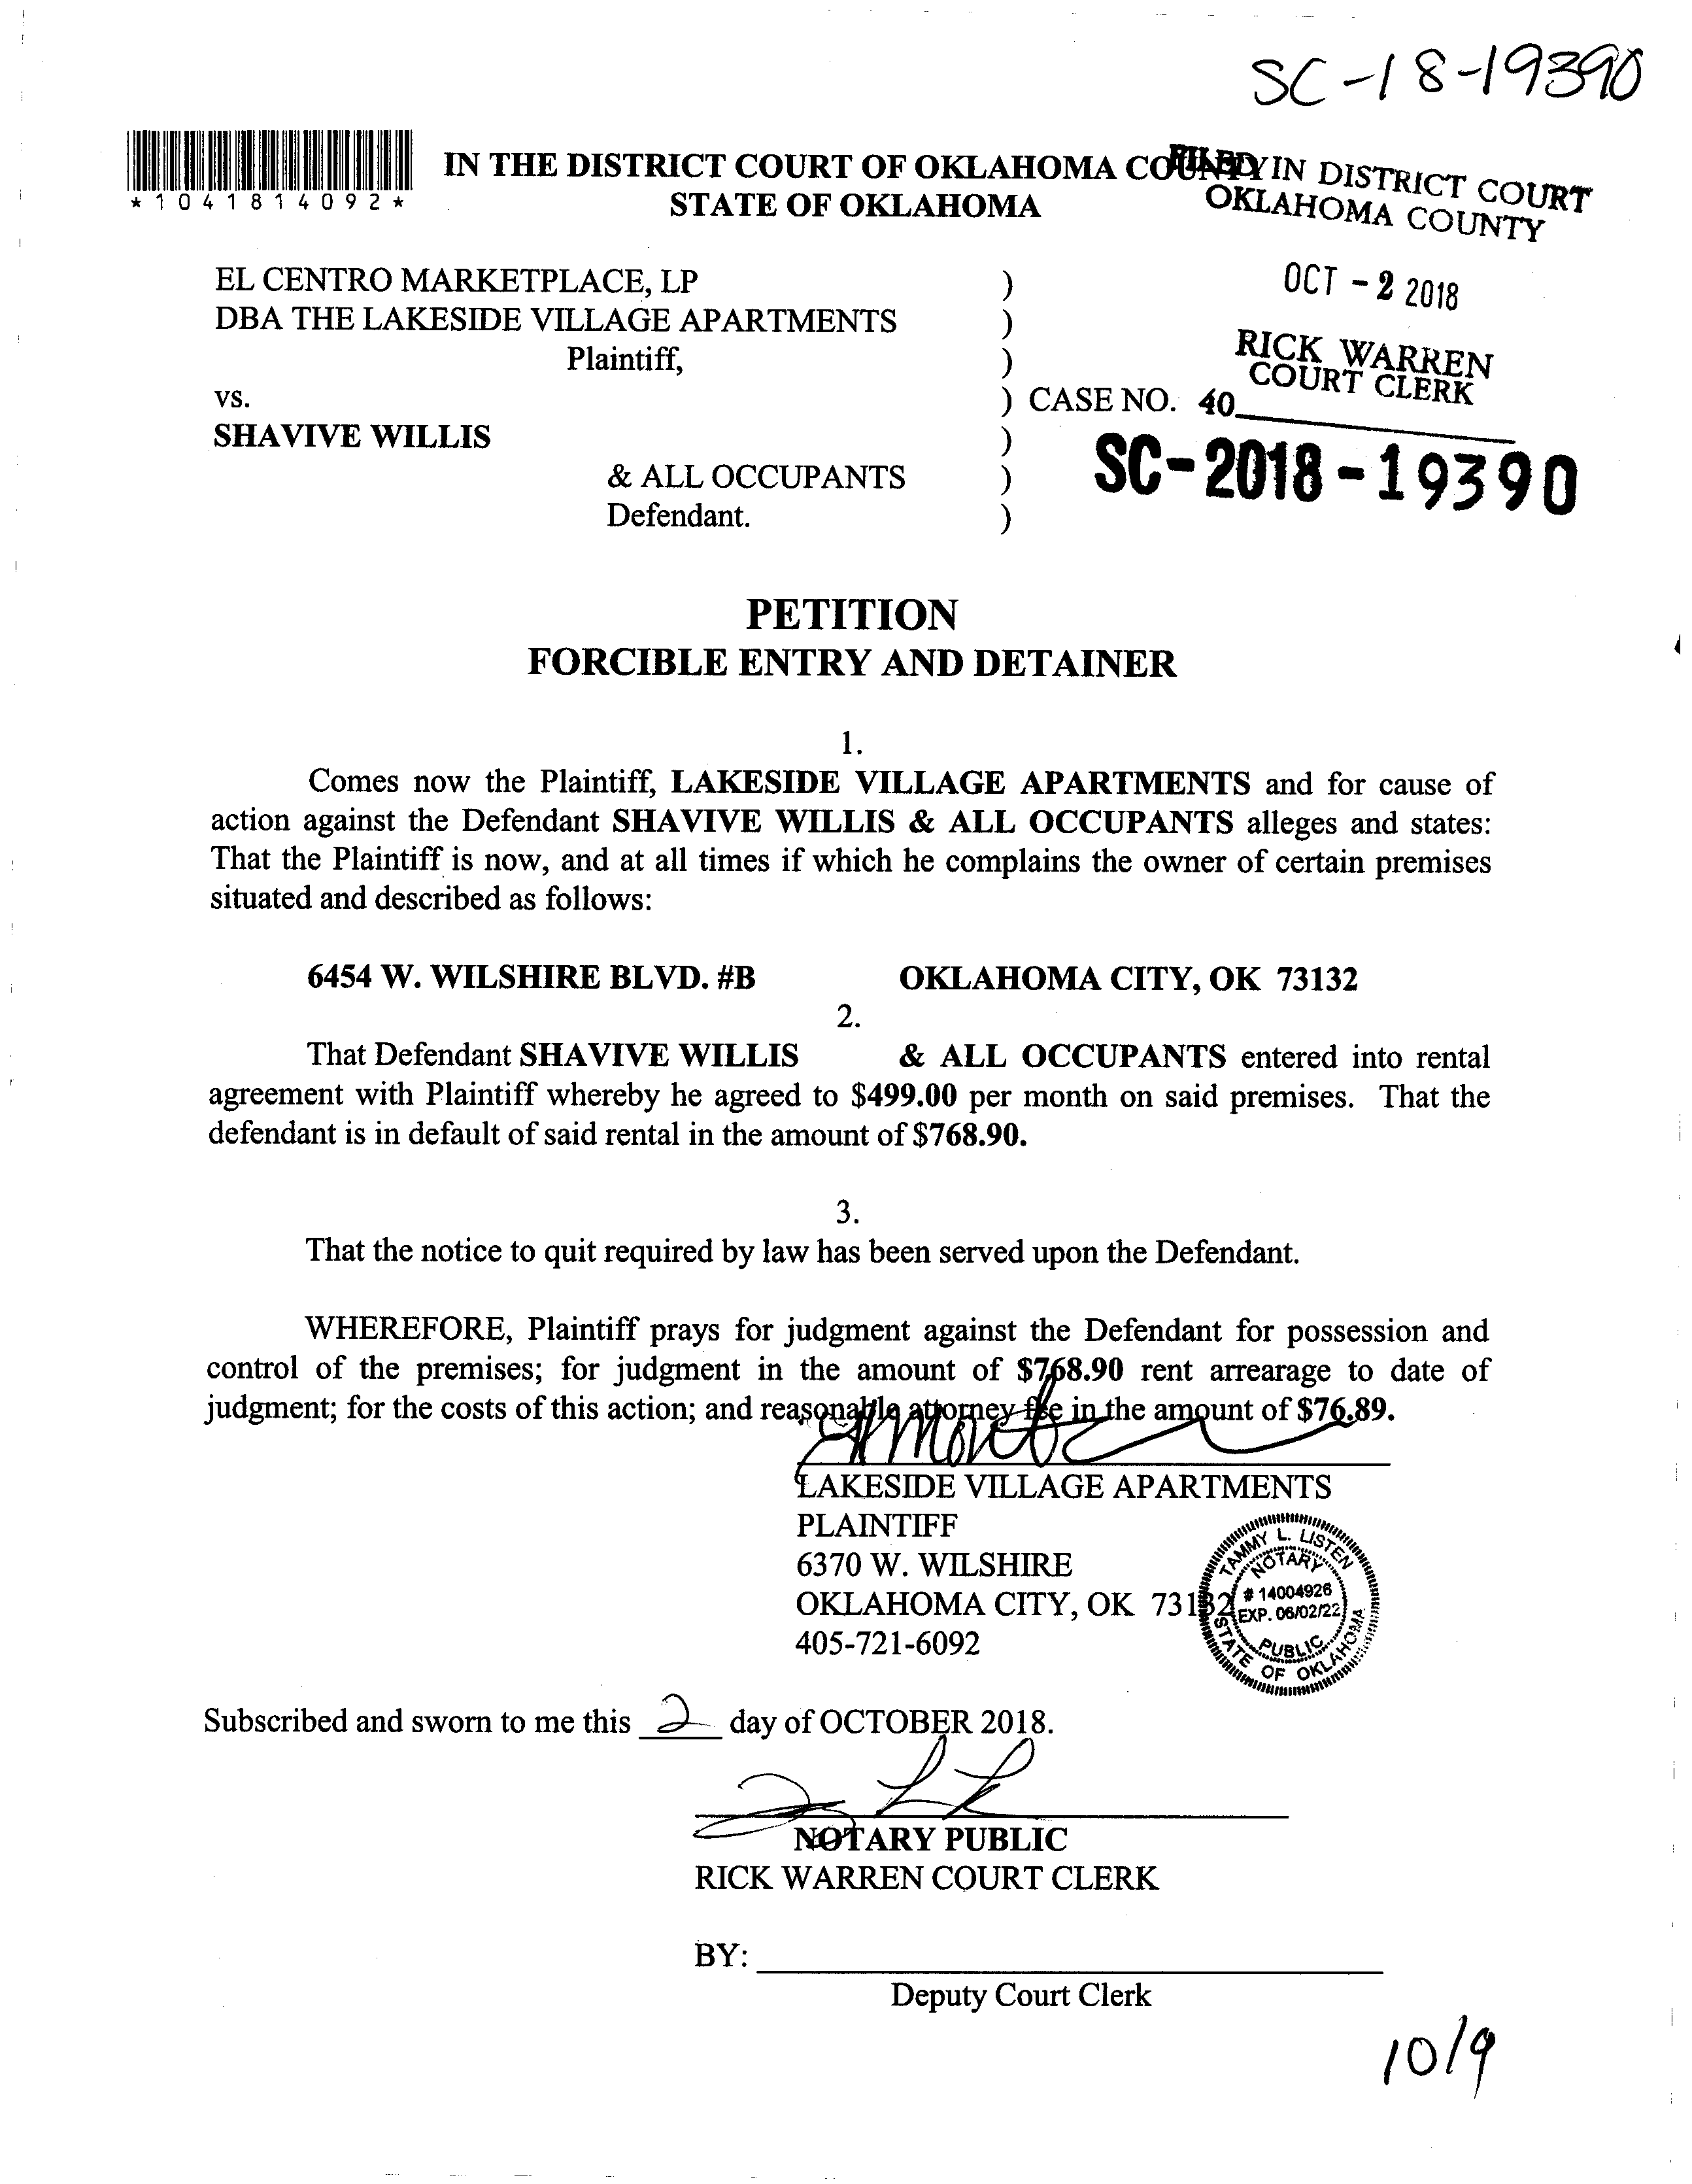 SC-18-19390
*1041814092*
IN THE DISTRICT COURT OF OKLAHOMA COUNTY
STATE OF OKLAHOMA
FILED IN DISTRICT COURT
OKLAHOMA COUNTY
OCT - 2 2018
RICK WARREN
COURT CLERK
40
EL CENTRO MARKETPLACE, LP )
DBA THE LAKESIDE VILLAGE APARTMENTS )
Plaintiff, )
vs. ) CASE NO.
SHAVIVE WILLIS )
& ALL OCCUPANTS )
Defendant. )
SC-2018-19390
PETITION
FORCIBLE ENTRY AND DETAINER
1.
Comes now the Plaintiff, LAKESIDE VILLAGE APARTMENTS and for cause of
action against the Defendant SHAVIVE WILLIS & ALL OCCUPANTS alleges and states:
That the Plaintiff is now, and at all times if which he complains the owner of certain premises
situated and described as follows:
6454 W. WILSHIRE BLVD. #B OKLAHOMA CITY, OK 73132
2.
That Defendant SHAVIVE WILLIS & ALL OCCUPANTS entered into rental
agreement with Plaintiff whereby he agreed to $499.00 per month on said premises. That the
defendant is in default of said rental in the amount of $768.90.
3.
That the notice to quit required by law has been served upon the Defendant.
WHEREFORE, Plaintiff prays for judgment against the Defendant for possession and
control of the premises; for judgment in the amount of $768.90 rent arrearage to date of
judgment; for the costs of this action; and reasonable attorney fee in the amount of $76.89.
LAKESIDE VILLAGE APARTMENTS
PLAINTIFF
6370 W. WILSHIRE
OKLAHOMA CITY, OK 73132
405-721-6092
TAMMY L. LISTEN
NOTARY
# 14004926
EXP. 06/02/22
PUBLIC
STATE OF OKLAHOMA
Subscribed and sworn to me this 2 day of OCTOBER 2018.
NOTARY PUBLIC
RICK WARREN COURT CLERK
BY:
Deputy Court Clerk
10/9